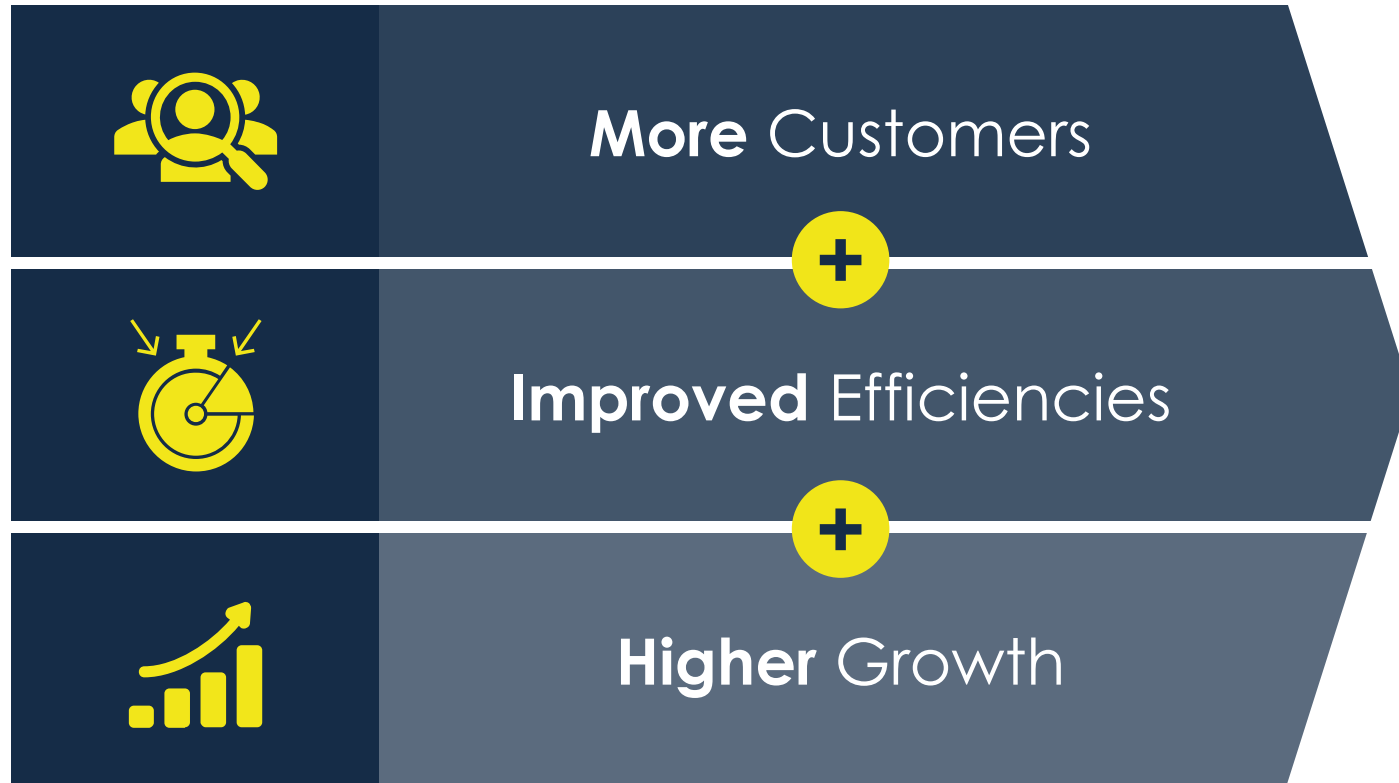 More Customers
+
Improved Efficiencies
+
Higher Growth